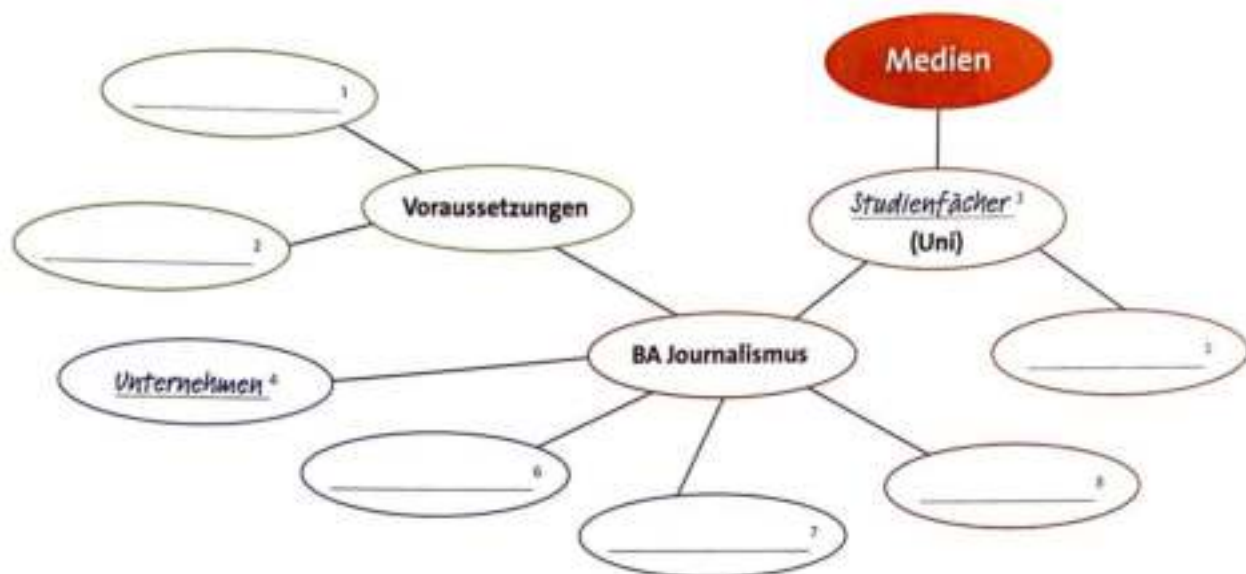 Medien
1
Voraussetzungen
Studienfächer 3
(Uni)
2
BA Journalismus
5
Unternehmen 4
6
8
7